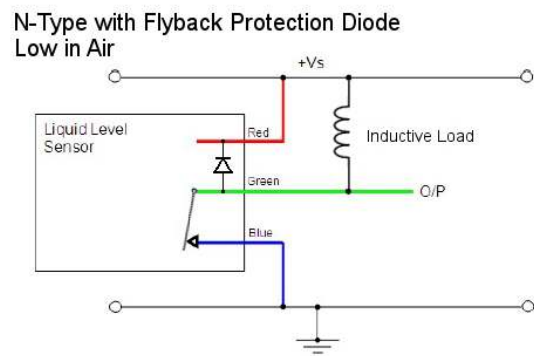 N-Type with Flyback Protection Diode
Low in Air
+Vs
Liquid Level
Sensor
Red
Inductive Load
Green
O/P
Blue